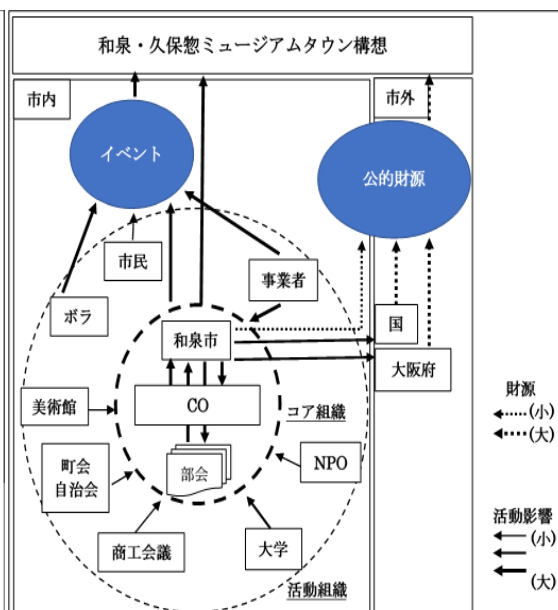 和泉・久保惣ミュージアムタウン構想
市内
市外
イベント
公的財源
市民
事業者
ボラ
和泉市
国
大阪府
美術館
CO
コア組織
町会
自治会
部会
NPO
商工会議
大学
活動組織
財源
(小)
(大)
活動影響
(小)
(大)